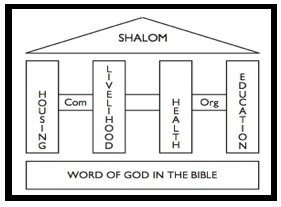 SHALOM
HOUSING
Com
LIVELIHOOD
HEALTH
Org
EDUCATION
WORD OF GOD IN THE BIBLE